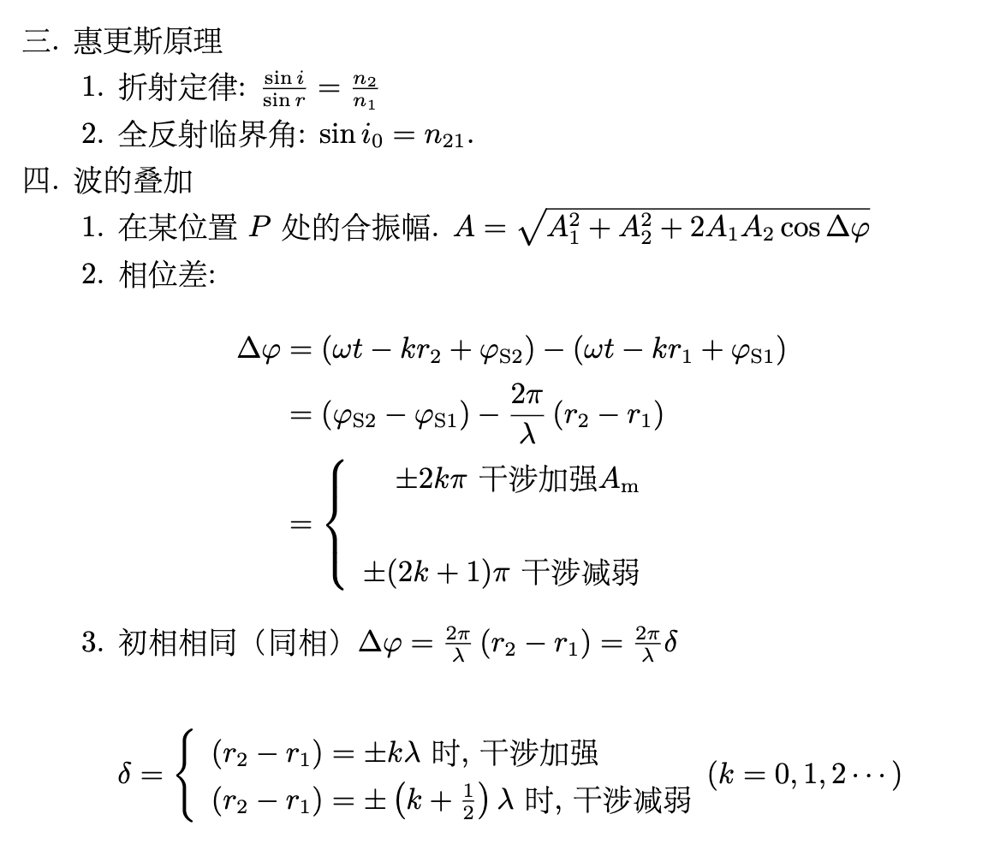 三. 惠更斯原理
1. 折射定律: $\frac{\sin i}{\sin r} = \frac{n_2}{n_1}$
2. 全反射临界角: $\sin i_0 = n_{21}$.
四. 波的叠加
1. 在某位置 $P$ 处的合振幅. $A = \sqrt{A_1^2 + A_2^2 + 2A_1A_2\cos\Delta\varphi}$
2. 相位差:
$\Delta\varphi = (\omega t - kr_2 + \varphi_{\mathrm{S2}}) - (\omega t - kr_1 + \varphi_{\mathrm{S1}})$
$= (\varphi_{\mathrm{S2}} - \varphi_{\mathrm{S1}}) - \frac{2\pi}{\lambda}(r_2 - r_1)$
$= \begin{cases} \pm 2k\pi \text{ 干涉加强} A_{\mathrm{m}} \\ \pm(2k+1)\pi \text{ 干涉减弱} \end{cases}$
3. 初相相同（同相）$\Delta\varphi = \frac{2\pi}{\lambda}(r_2 - r_1) = \frac{2\pi}{\lambda}\delta$
$\delta = \begin{cases} (r_2 - r_1) = \pm k\lambda \text{ 时, 干涉加强} \\ (r_2 - r_1) = \pm\left(k + \frac{1}{2}\right)\lambda \text{ 时, 干涉减弱} \end{cases} (k = 0, 1, 2\cdots)$